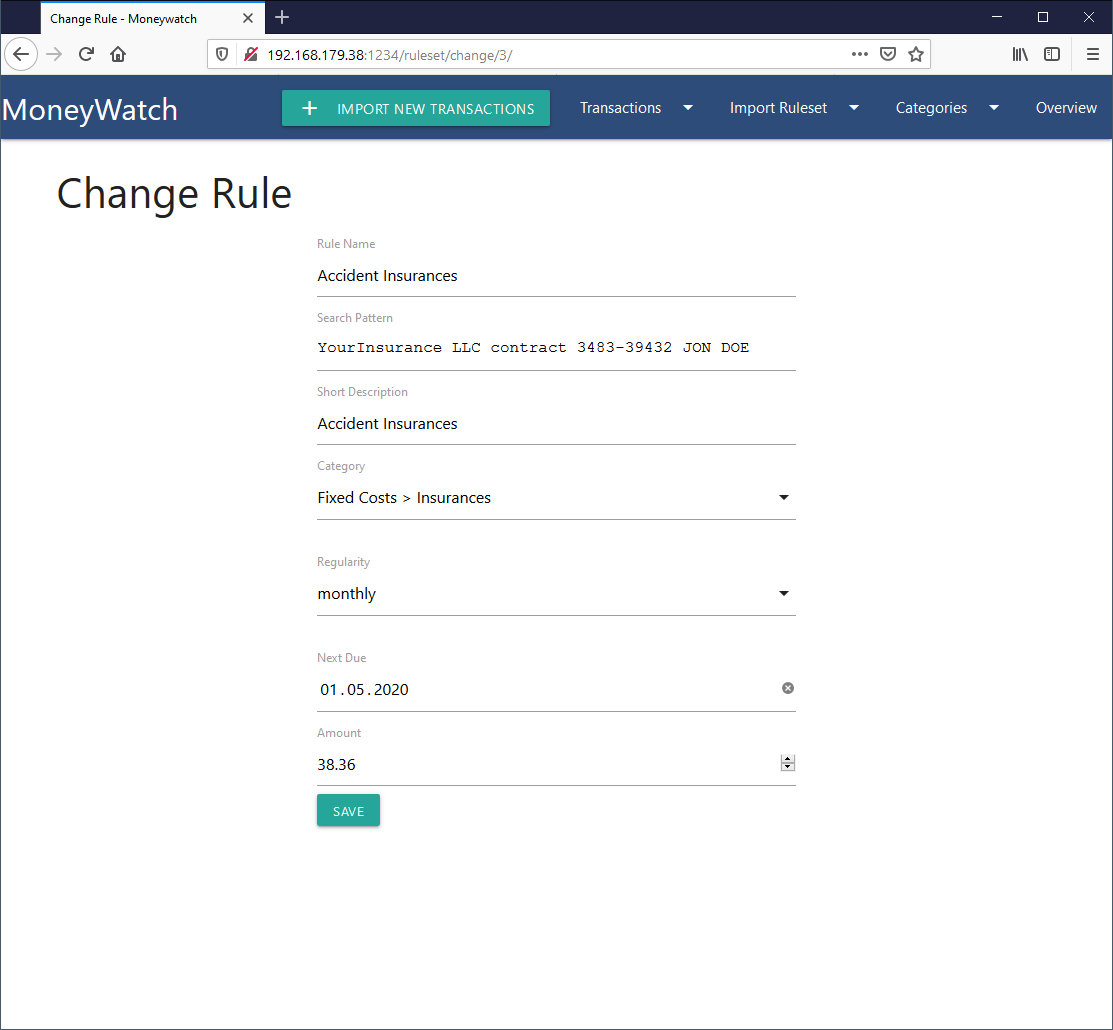 Change Rule - Moneywatch
192.168.179.38:1234/ruleset/change/3/
MoneyWatch
IMPORT NEW TRANSACTIONS
Transactions
Import Ruleset
Categories
Overview
Change Rule
Rule Name
Accident Insurances
Search Pattern
YourInsurance LLC contract 3483-39432 JON DOE
Short Description
Accident Insurances
Category
Fixed Costs > Insurances
Regularity
monthly
Next Due
01.05.2020
Amount
38.36
SAVE